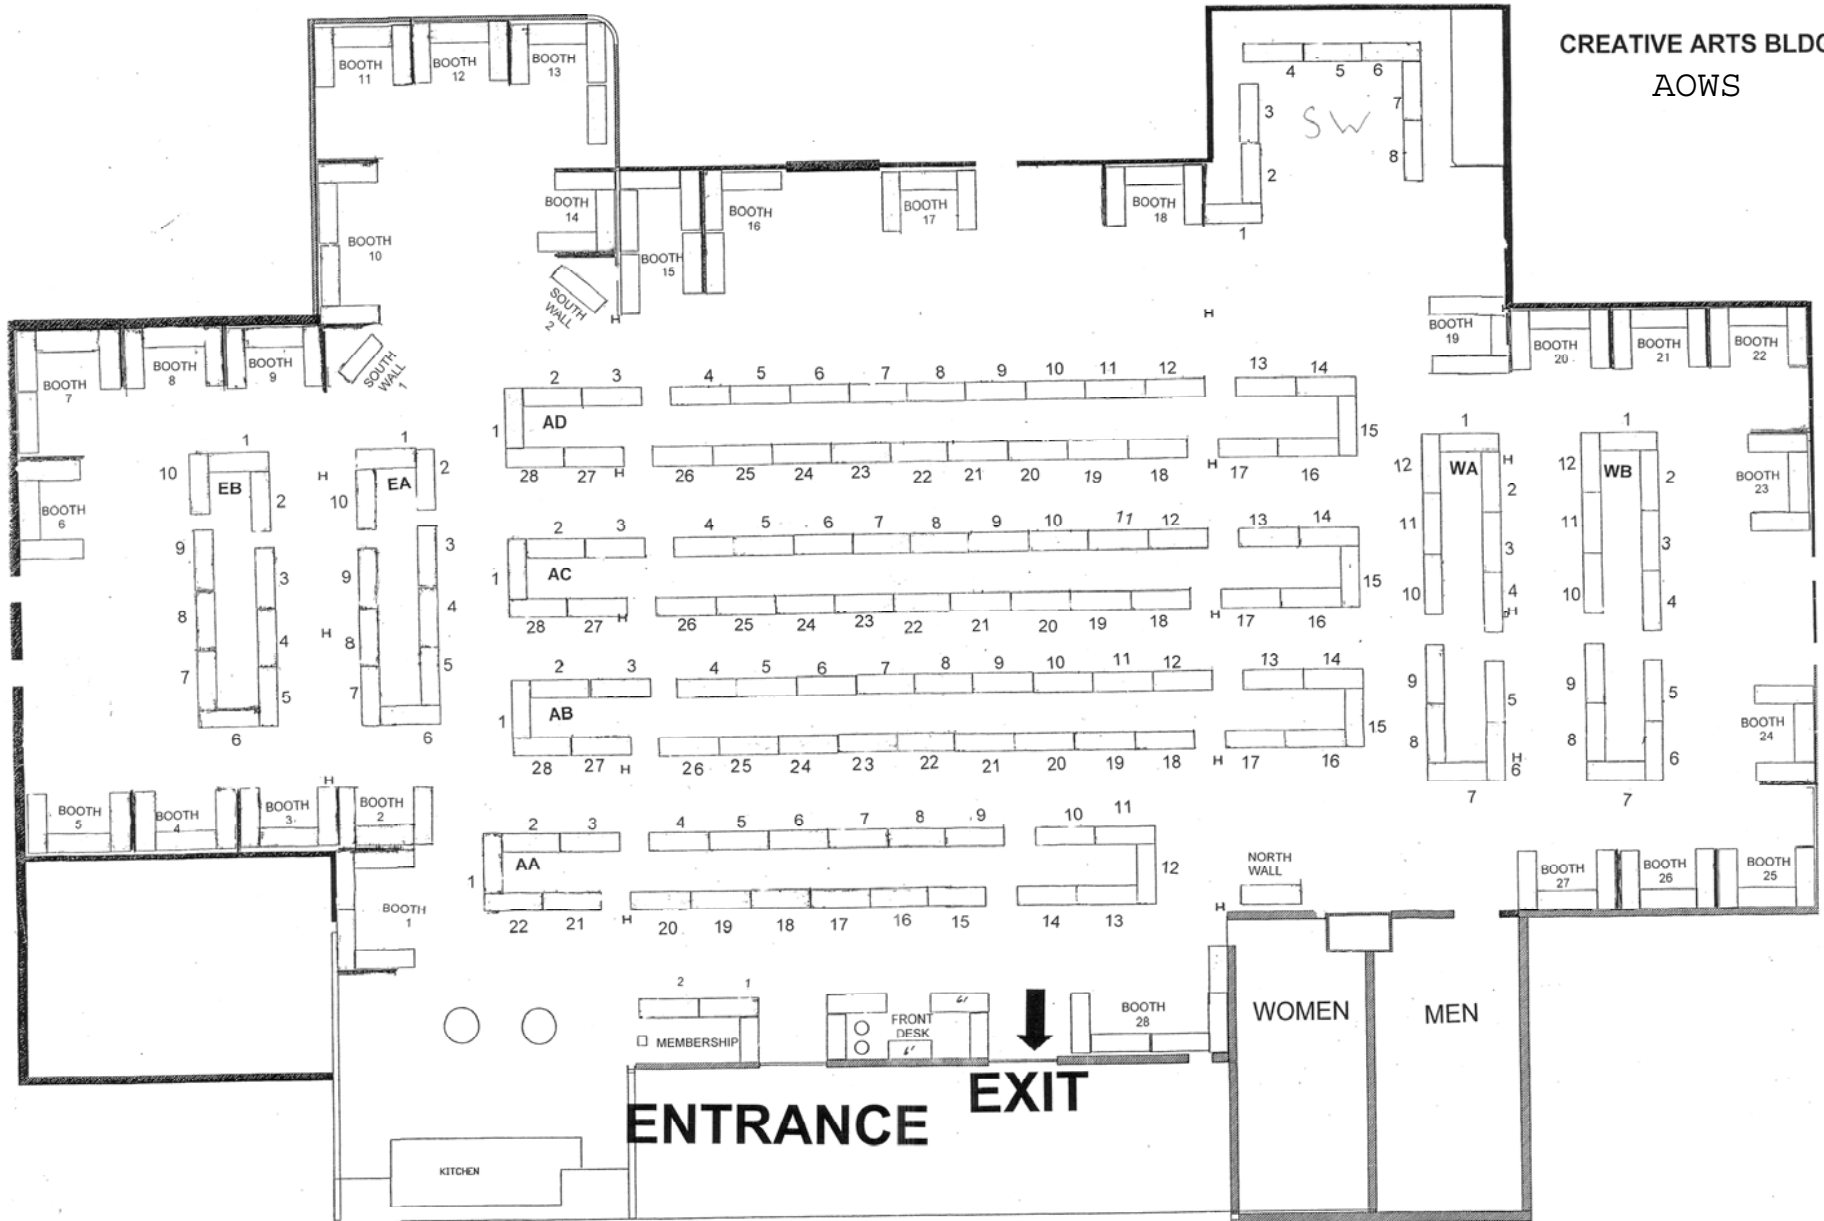 CREATIVE ARTS BLDG
AOWS
BOOTH
11
BOOTH
12
BOOTH
13
4 5 6
3
7
SW
8
2
1
BOOTH
14
BOOTH
16
BOOTH
17
BOOTH
18
BOOTH
10
BOOTH
15
SOUTH
WALL
2
H
H
BOOTH
19
BOOTH
7
BOOTH
8
BOOTH
9
SOUTH
WALL
1
BOOTH
20
BOOTH
21
BOOTH
22
2 3 4 5 6 7 8 9 10 11 12 13 14
1 AD 15
28 27 H 26 25 24 23 22 21 20 19 18 H 17 16
1
10 EB 2
9 3
8 4
7 5
6
H
H
1
2
10 EA
3
9
4
8
5
7
6
BOOTH
6
2 3 4 5 6 7 8 9 10 11 12 13 14
1 AC 15
28 27 H 26 25 24 23 22 21 20 19 18 H 17 16
1
12 WA H
2
11
3
10 4
H
9 5
8 H
6
7
1
12 WB 2
11
3
10 4
9 5
8 6
7
BOOTH
23
2 3 4 5 6 7 8 9 10 11 12 13 14
1 AB 15
28 27 H 26 25 24 23 22 21 20 19 18 H 17 16
BOOTH
24
H
BOOTH
5
BOOTH
4
BOOTH
3
BOOTH
2
2 3 4 5 6 7 8 9 10 11
1 AA 12
22 21 H 20 19 18 17 16 15 14 13
BOOTH
1
NORTH
WALL
H
BOOTH
27
BOOTH
26
BOOTH
25
2 1
MEMBERSHIP
6'
FRONT
DESK
6'
BOOTH
28
WOMEN
MEN
ENTRANCE
EXIT
KITCHEN